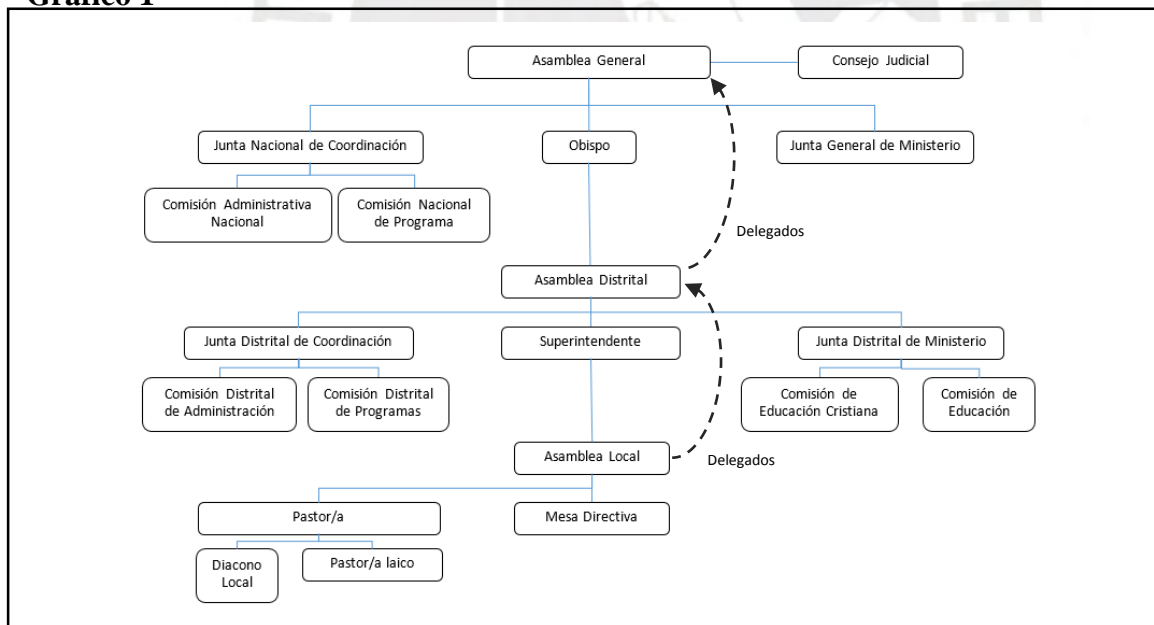 Gráfico 1
Asamblea General
Consejo Judicial
Junta Nacional de Coordinación
Obispo
Junta General de Ministerio
Comisión Administrativa
Nacional
Comisión Nacional
de Programa
Delegados
Asamblea Distrital
Junta Distrital de Coordinación
Superintendente
Junta Distrital de Ministerio
Comisión Distrital
de Administración
Comisión Distrital
de Programas
Comisión de
Educación Cristiana
Comisión de
Educación
Asamblea Local
Delegados
Pastor/a
Mesa Directiva
Diacono
Local
Pastor/a laico